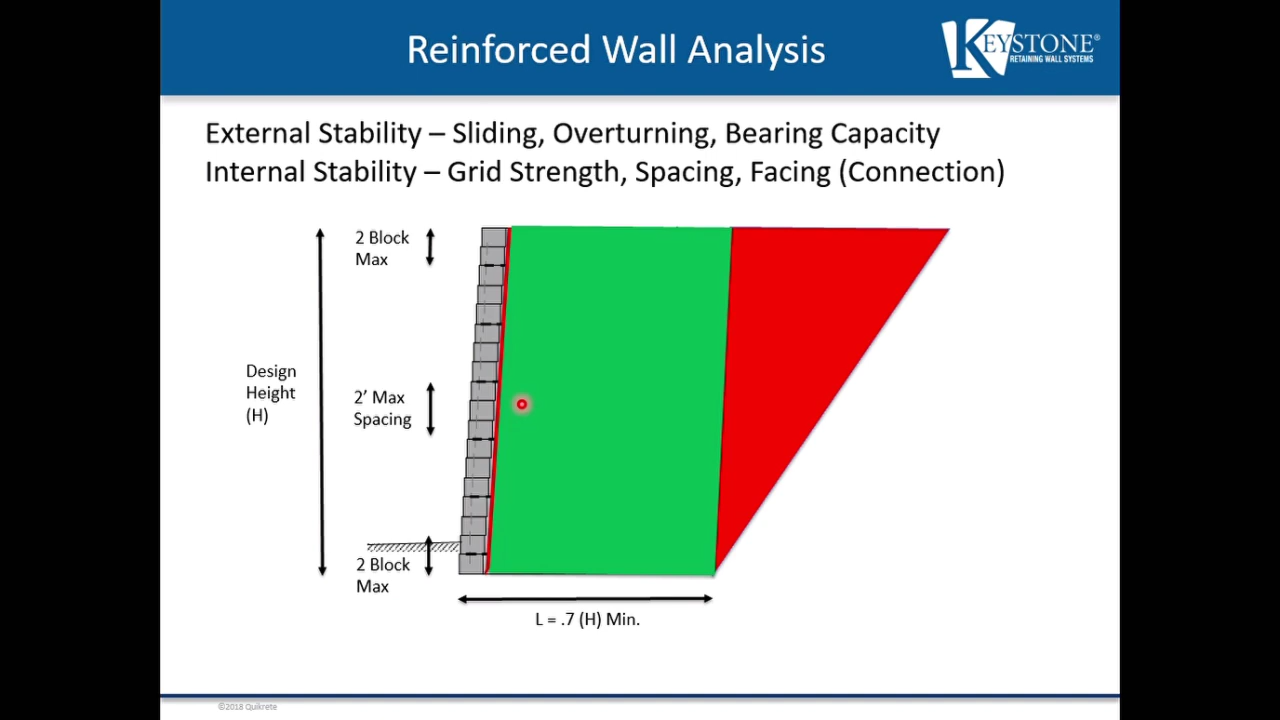 Reinforced Wall Analysis
KEYSTONE®
RETAINING WALL SYSTEMS
External Stability – Sliding, Overturning, Bearing Capacity
Internal Stability – Grid Strength, Spacing, Facing (Connection)
2 Block
Max
Design
Height
(H)
2’ Max
Spacing
2 Block
Max
L = .7 (H) Min.
©2018 Quikrete